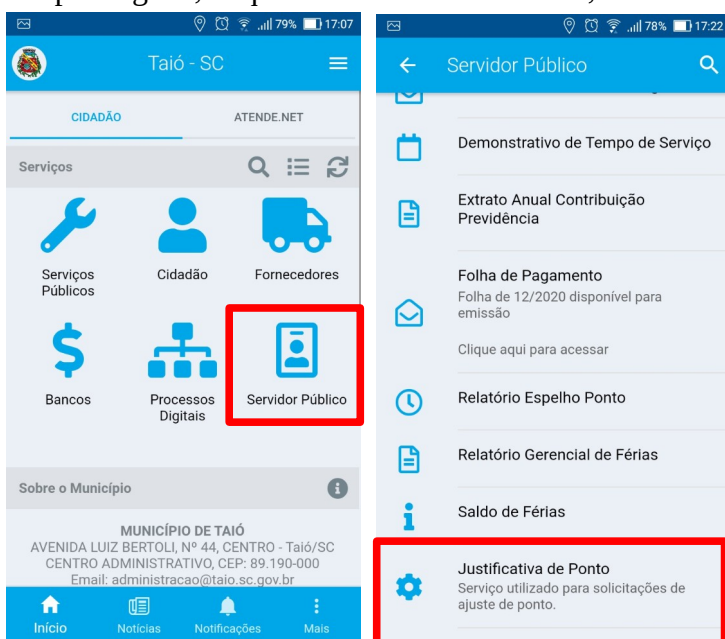 79% 17:07
Taió - SC
CIDADÃO ATENDE.NET
Serviços
Serviços Cidadão Fornecedores
Públicos
Bancos Processos Servidor Público
Digitais
Sobre o Município
MUNICÍPIO DE TAIÓ
AVENIDA LUIZ BERTOLI, Nº 44, CENTRO - Taió/SC
CENTRO ADMINISTRATIVO, CEP: 89.190-000
Email: administracao@taio.sc.gov.br
Início Notícias Notificações Mais
78% 17:22
Servidor Público
Demonstrativo de Tempo de Serviço
Extrato Anual Contribuição
Previdência
Folha de Pagamento
Folha de 12/2020 disponível para
emissão
Clique aqui para acessar
Relatório Espelho Ponto
Relatório Gerencial de Férias
Saldo de Férias
Justificativa de Ponto
Serviço utilizado para solicitações de
ajuste de ponto.